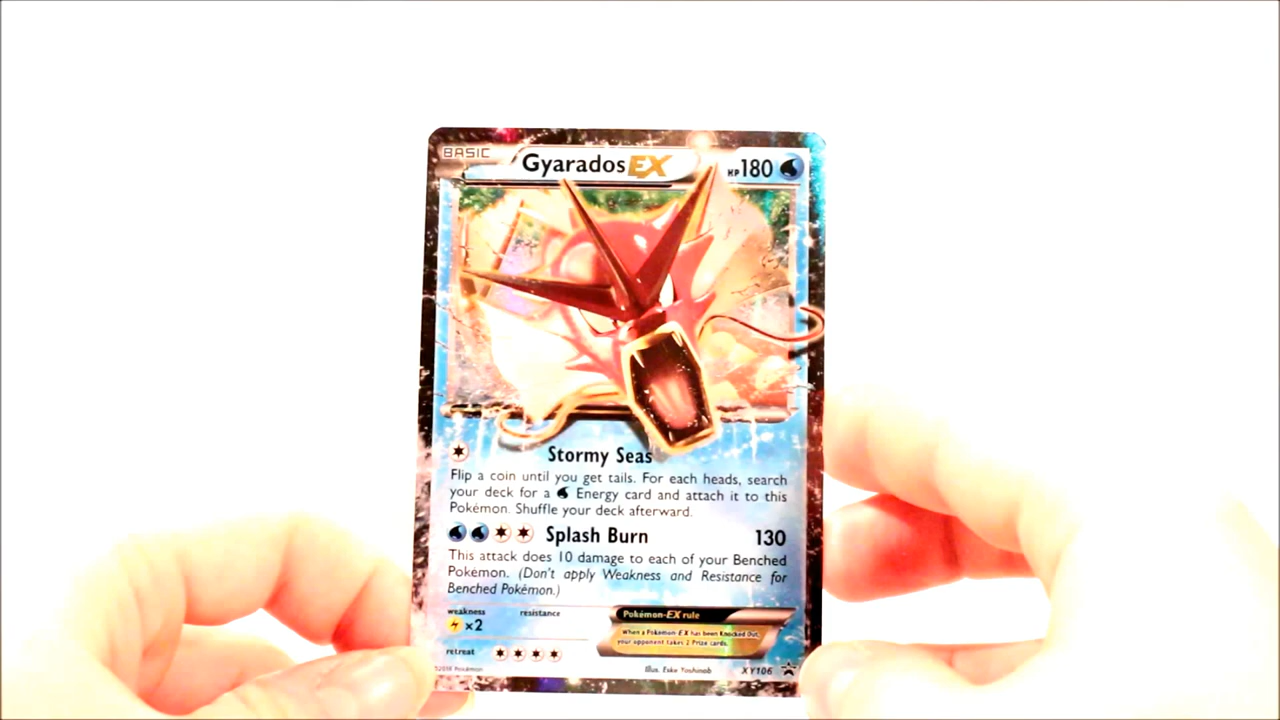 BASIC Gyarados EX HP 180
Stormy Seas
Flip a coin until you get tails. For each heads, search
your deck for a Energy card and attach it to this
Pokémon. Shuffle your deck afterward.
Splash Burn 130
This attack does 10 damage to each of your Benched
Pokémon. (Don't apply Weakness and Resistance for
Benched Pokémon.)
weakness resistance
×2
Pokémon-EX rule
When a Pokémon-EX has been Knocked Out,
your opponent takes 2 Prize cards.
retreat
Pokémon Illus. Eske Yoshinob XY106